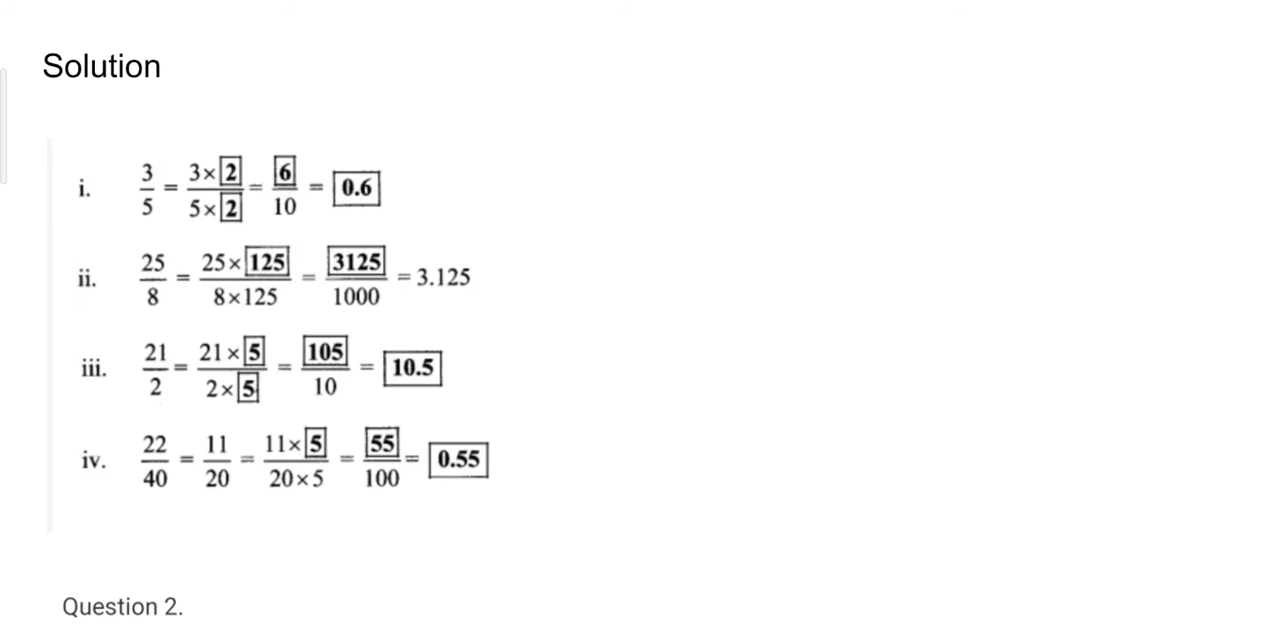 Solution
i. 3/5 = 3×2/5×2 = 6/10 = 0.6
ii. 25/8 = 25×125/8×125 = 3125/1000 = 3.125
iii. 21/2 = 21×5/2×5 = 105/10 = 10.5
iv. 22/40 = 11/20 = 11×5/20×5 = 55/100 = 0.55
Question 2.